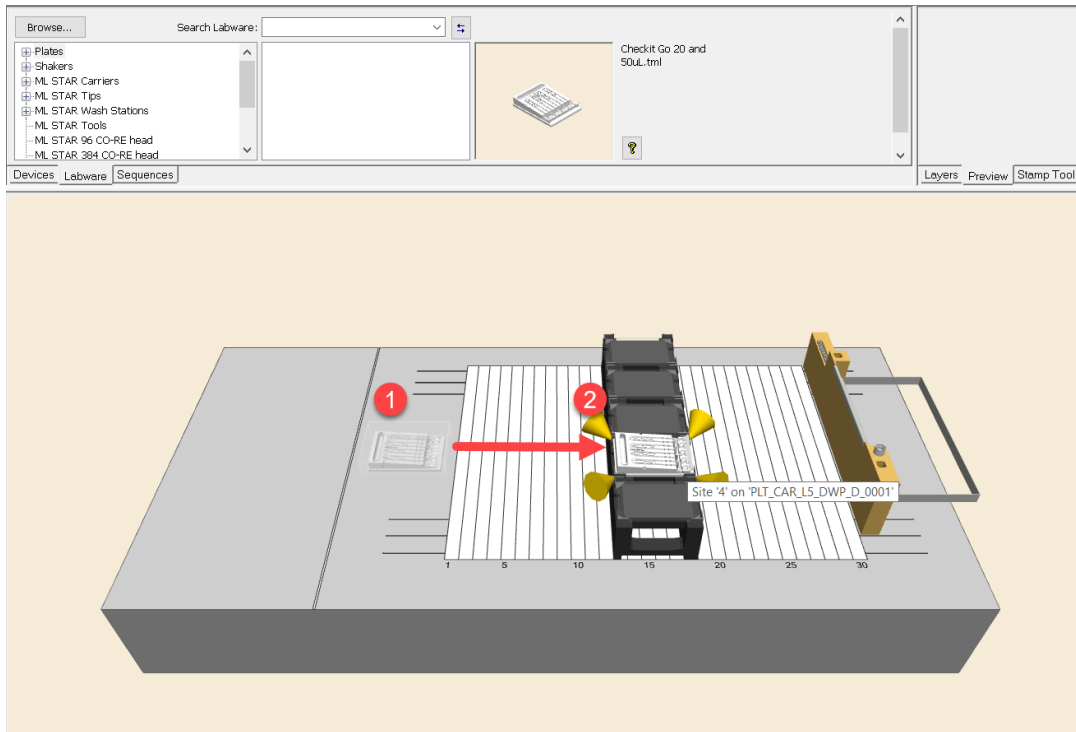 Browse...
Search Labware:
Plates
Shakers
ML STAR Carriers
ML STAR Tips
ML STAR Wash Stations
ML STAR Tools
ML STAR 96 CO-RE head
ML STAR 384 CO-RE head
Checkit Go 20 and
50uL.tml
?
Devices Labware Sequences
Layers Preview Stamp Tool
1 2
Site '4' on 'PLT_CAR_L5_DWP_D_0001'
1 5 10 15 20 25 30